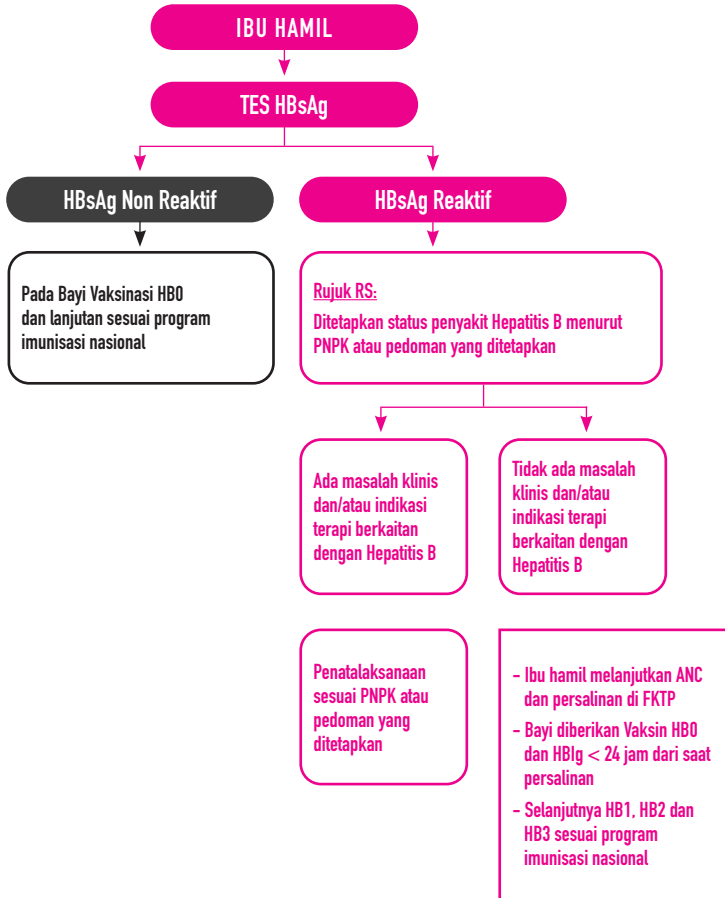 IBU HAMIL
TES HBsAg
HBsAg Non Reaktif
HBsAg Reaktif
Pada Bayi Vaksinasi HB0
dan lanjutan sesuai program
imunisasi nasional
Rujuk RS:
Ditetapkan status penyakit Hepatitis B menurut
PNPK atau pedoman yang ditetapkan
Ada masalah klinis
dan/atau indikasi
terapi berkaitan
dengan Hepatitis B
Tidak ada masalah
klinis dan/atau
indikasi terapi
berkaitan dengan
Hepatitis B
Penatalaksanaan
sesuai PNPK atau
pedoman yang
ditetapkan
- Ibu hamil melanjutkan ANC
dan persalinan di FKTP
- Bayi diberikan Vaksin HB0
dan HBIg < 24 jam dari saat
persalinan
- Selanjutnya HB1, HB2 dan
HB3 sesuai program
imunisasi nasional